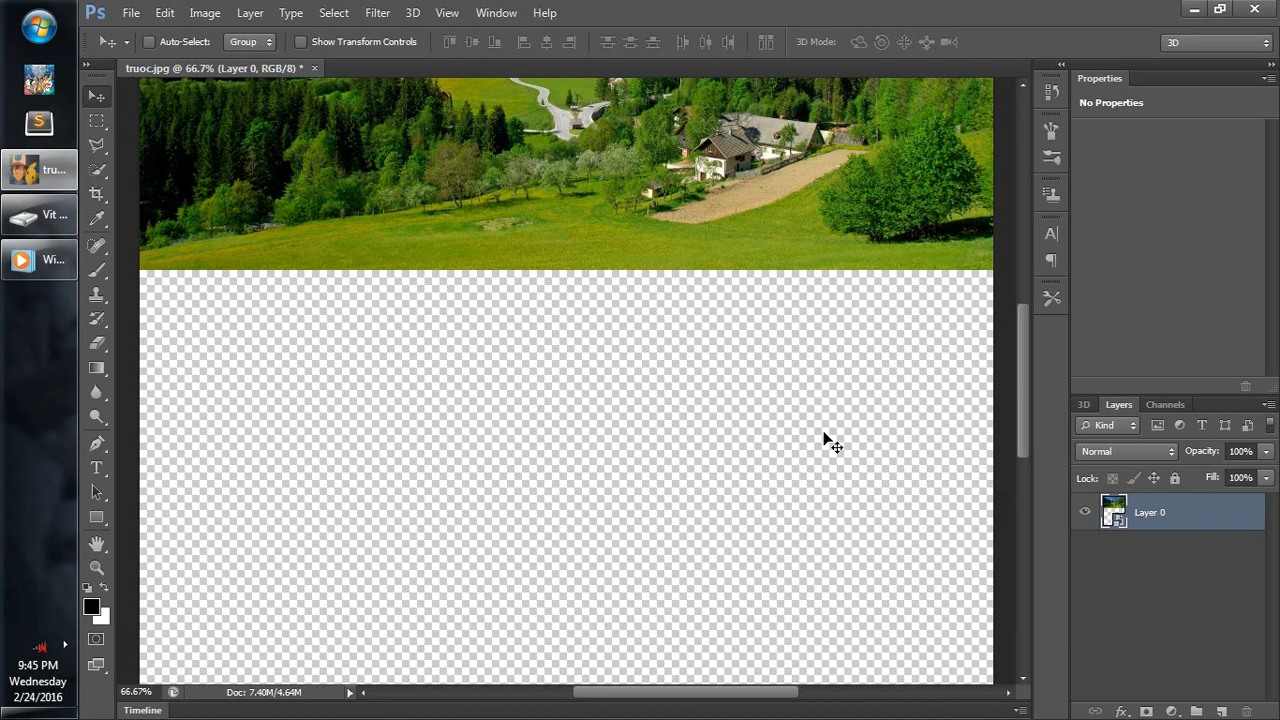 Ps File Edit Image Layer Type Select Filter 3D View Window Help
Auto-Select: Group Show Transform Controls 3D Mode: 3D
truoc.jpg @ 66.7% (Layer 0, RGB/8) * ×
Properties
No Properties
S
tru...
Vit ...
Wi...
3D Layers Channels
Kind
Normal Opacity: 100%
Lock: Fill: 100%
Layer 0
9:45 PM
Wednesday
2/24/2016
66.67% Doc: 7.40M/4.64M
Timeline